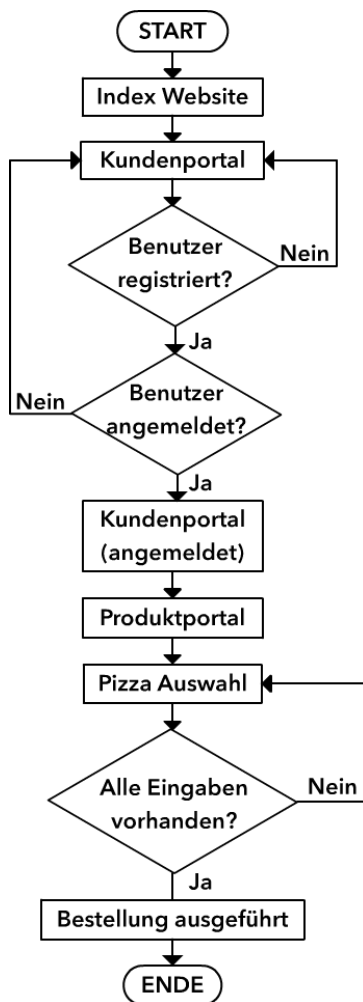 START
Index Website
Kundenportal
Benutzer
registriert?
Nein
Ja
Benutzer
angemeldet?
Nein
Ja
Kundenportal
(angemeldet)
Produktportal
Pizza Auswahl
Alle Eingaben
vorhanden?
Nein
Ja
Bestellung ausgeführt
ENDE